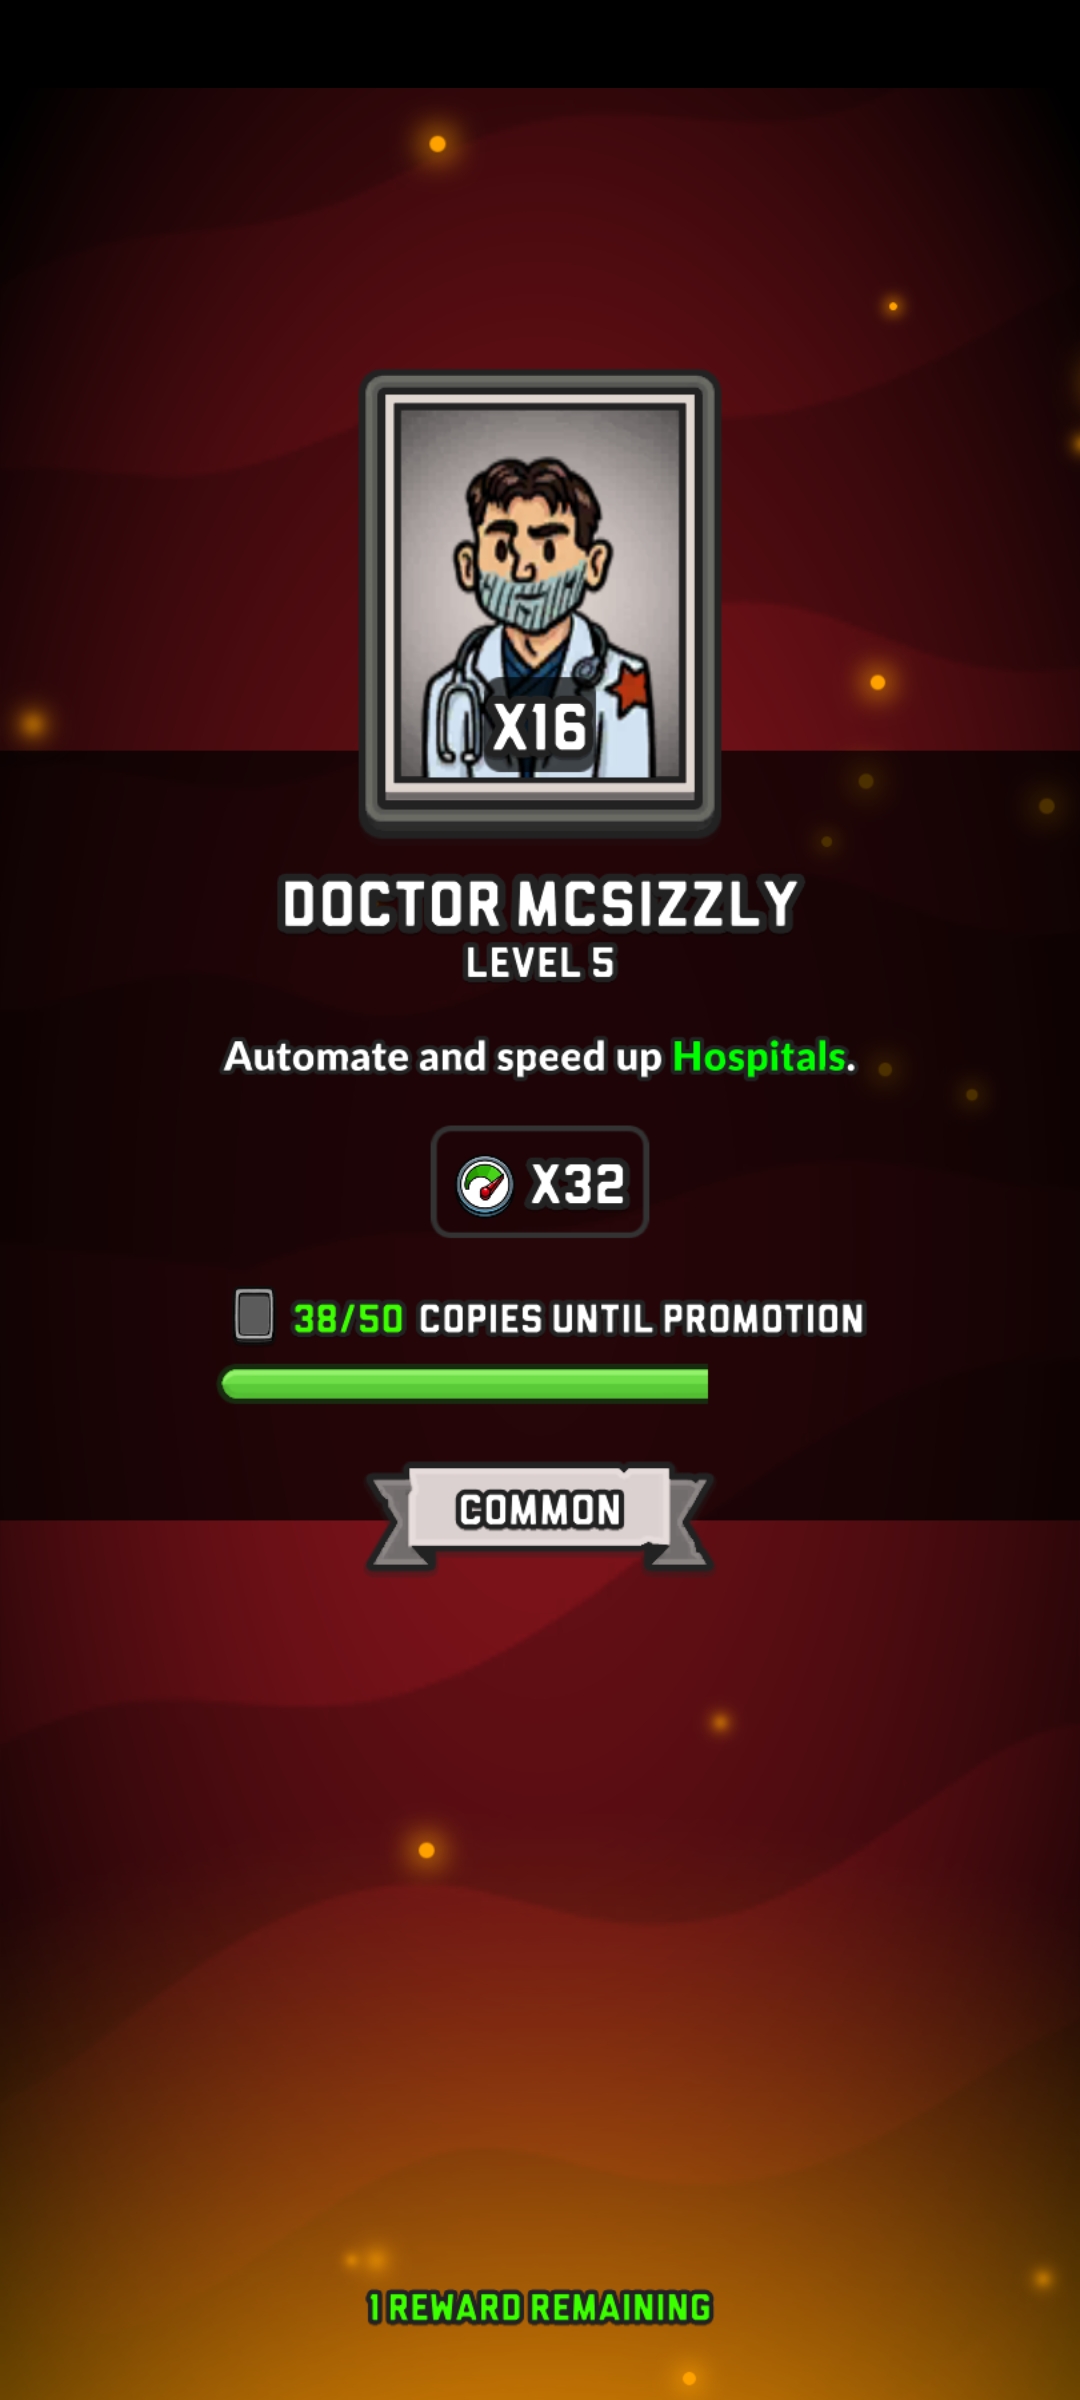 X16
DOCTOR MCSIZZLY
LEVEL 5
Automate and speed up Hospitals.
X32
38/50 COPIES UNTIL PROMOTION
COMMON
1 REWARD REMAINING